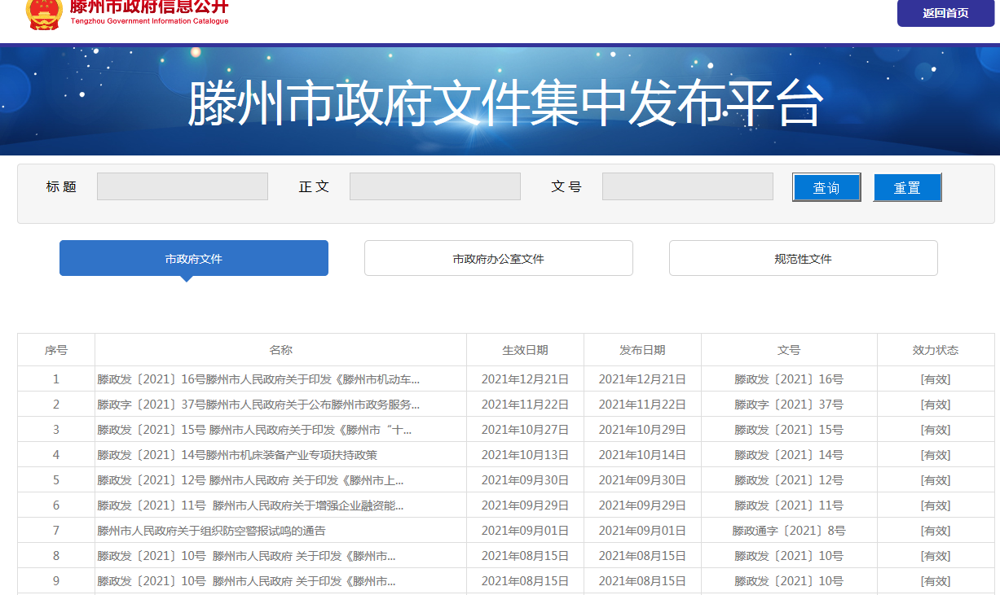 滕州市政府信息公开
Tengzhou Government Information Catalogue
返回首页
滕州市政府文件集中发布平台
标 题 正 文 文 号 查询 重置
市政府文件 市政府办公室文件 规范性文件
序号 名称 生效日期 发布日期 文号 效力状态
1 滕政发〔2021〕16号滕州市人民政府关于印发《滕州市机动车... 2021年12月21日 2021年12月21日 滕政发〔2021〕16号 [有效]
2 滕政字〔2021〕37号滕州市人民政府关于公布滕州市政务服务... 2021年11月22日 2021年11月22日 滕政字〔2021〕37号 [有效]
3 滕政发〔2021〕15号 滕州市人民政府关于印发《滕州市“十... 2021年10月27日 2021年10月29日 滕政发〔2021〕15号 [有效]
4 滕政发〔2021〕14号滕州市机床装备产业专项扶持政策 2021年10月13日 2021年10月14日 滕政发〔2021〕14号 [有效]
5 滕政发〔2021〕12号 滕州市人民政府 关于印发《滕州市上... 2021年09月30日 2021年09月30日 滕政发〔2021〕12号 [有效]
6 滕政发〔2021〕11号 滕州市人民政府关于增强企业融资能... 2021年09月29日 2021年09月29日 滕政发〔2021〕11号 [有效]
7 滕州市人民政府关于组织防空警报试鸣的通告 2021年09月01日 2021年09月01日 滕政通字〔2021〕8号 [有效]
8 滕政发〔2021〕10号 滕州市人民政府 关于印发《滕州市... 2021年08月15日 2021年08月15日 滕政发〔2021〕10号 [有效]
9 滕政发〔2021〕10号 滕州市人民政府 关于印发《滕州市... 2021年08月15日 2021年08月15日 滕政发〔2021〕10号 [有效]